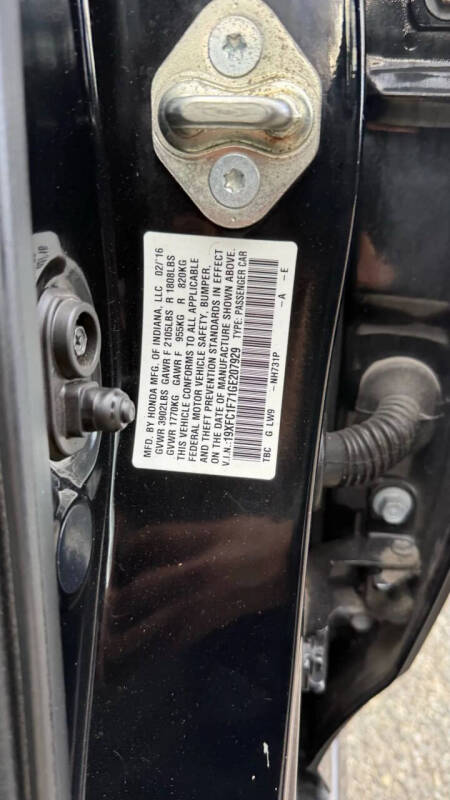 MFD. BY HONDA MFG. OF INDIANA, LLC 02/'16
GVWR 3902LBS GAWR F 2105LBS R 1808LBS
GVWR 1770KG GAWR F 955KG R 820KG
THIS VEHICLE CONFORMS TO ALL APPLICABLE
FEDERAL MOTOR VEHICLE SAFETY, BUMPER,
AND THEFT PREVENTION STANDARDS IN EFFECT
ON THE DATE OF MANUFACTURE SHOWN ABOVE.
V.I.N.:19XFC1F71GE207929 TYPE: PASSENGER CAR
TBC G LW9 -NH731P -A -E